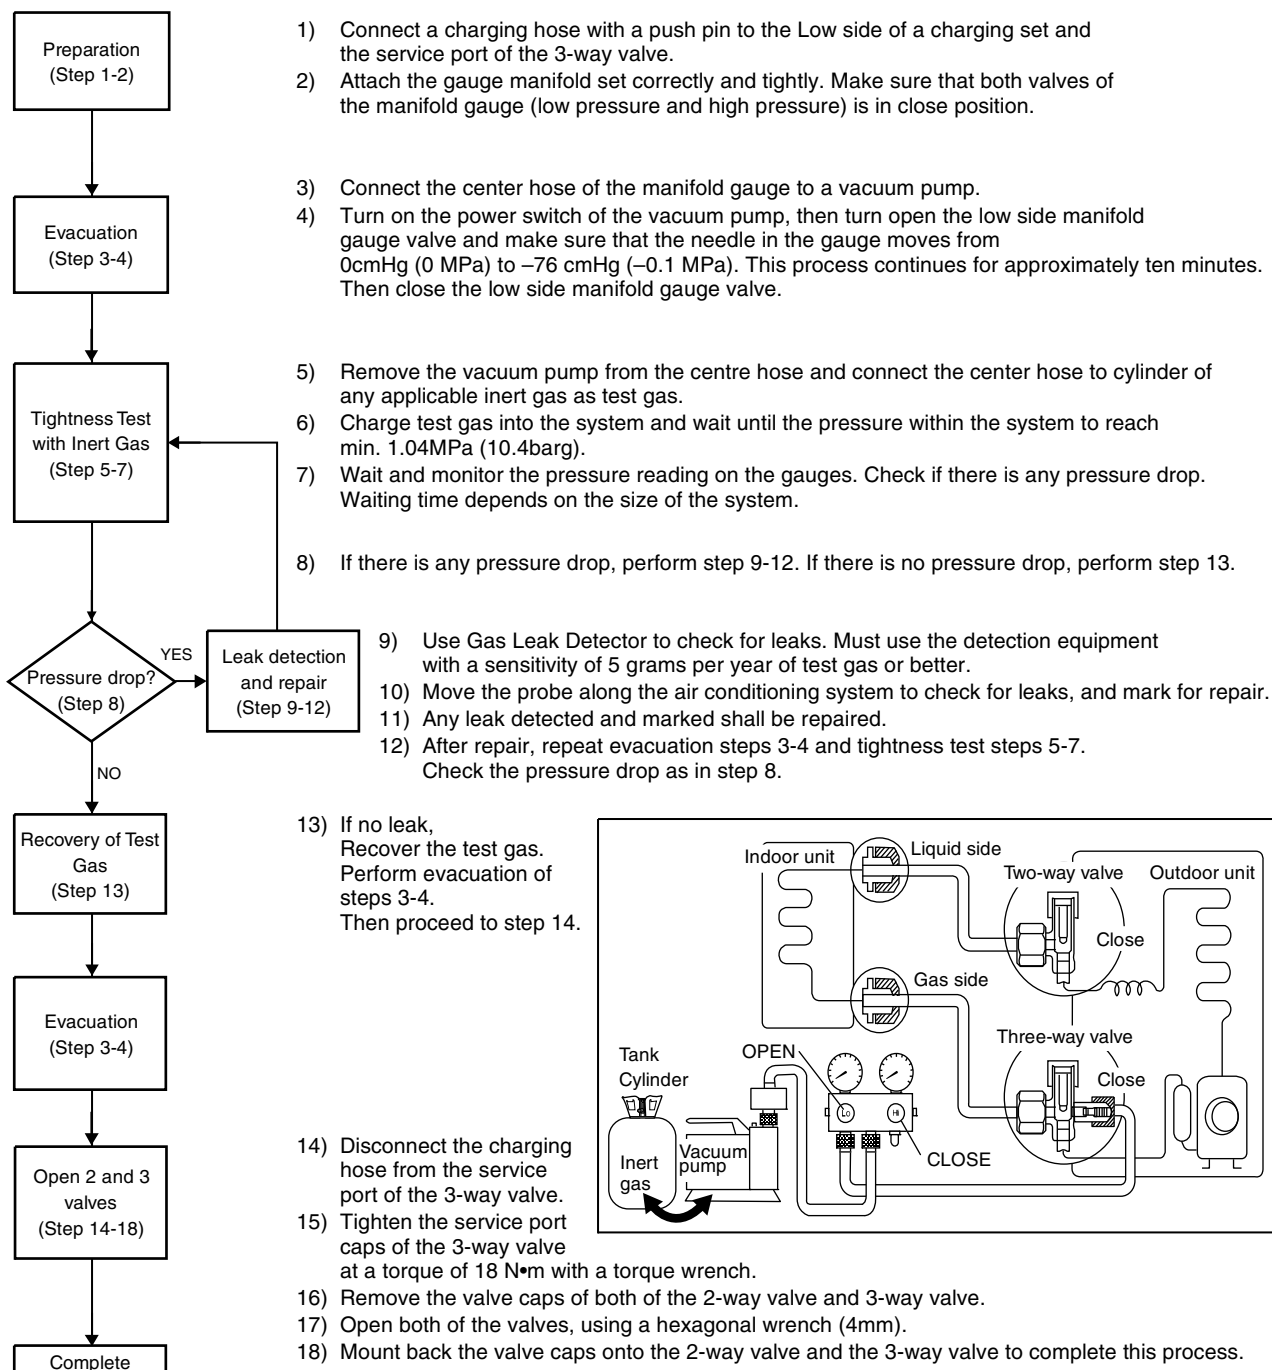 Preparation
(Step 1-2)
1) Connect a charging hose with a push pin to the Low side of a charging set and
the service port of the 3-way valve.
2) Attach the gauge manifold set correctly and tightly. Make sure that both valves of
the manifold gauge (low pressure and high pressure) is in close position.
Evacuation
(Step 3-4)
3) Connect the center hose of the manifold gauge to a vacuum pump.
4) Turn on the power switch of the vacuum pump, then turn open the low side manifold
gauge valve and make sure that the needle in the gauge moves from
0cmHg (0 MPa) to –76 cmHg (–0.1 MPa). This process continues for approximately ten minutes.
Then close the low side manifold gauge valve.
Tightness Test
with Inert Gas
(Step 5-7)
5) Remove the vacuum pump from the centre hose and connect the center hose to cylinder of
any applicable inert gas as test gas.
6) Charge test gas into the system and wait until the pressure within the system to reach
min. 1.04MPa (10.4barg).
7) Wait and monitor the pressure reading on the gauges. Check if there is any pressure drop.
Waiting time depends on the size of the system.
8) If there is any pressure drop, perform step 9-12. If there is no pressure drop, perform step 13.
Pressure drop?
(Step 8)
YES
NO
Leak detection
and repair
(Step 9-12)
9) Use Gas Leak Detector to check for leaks. Must use the detection equipment
with a sensitivity of 5 grams per year of test gas or better.
10) Move the probe along the air conditioning system to check for leaks, and mark for repair.
11) Any leak detected and marked shall be repaired.
12) After repair, repeat evacuation steps 3-4 and tightness test steps 5-7.
Check the pressure drop as in step 8.
Recovery of Test
Gas
(Step 13)
13) If no leak,
Recover the test gas.
Perform evacuation of
steps 3-4.
Then proceed to step 14.
Indoor unit
Liquid side
Two-way valve
Outdoor unit
Close
Gas side
Three-way valve
Close
Tank
Cylinder
OPEN
Lo
Hi
CLOSE
Inert
gas
Vacuum
pump
Evacuation
(Step 3-4)
Open 2 and 3
valves
(Step 14-18)
14) Disconnect the charging
hose from the service
port of the 3-way valve.
15) Tighten the service port
caps of the 3-way valve
at a torque of 18 N•m with a torque wrench.
16) Remove the valve caps of both of the 2-way valve and 3-way valve.
17) Open both of the valves, using a hexagonal wrench (4mm).
18) Mount back the valve caps onto the 2-way valve and the 3-way valve to complete this process.
Complete